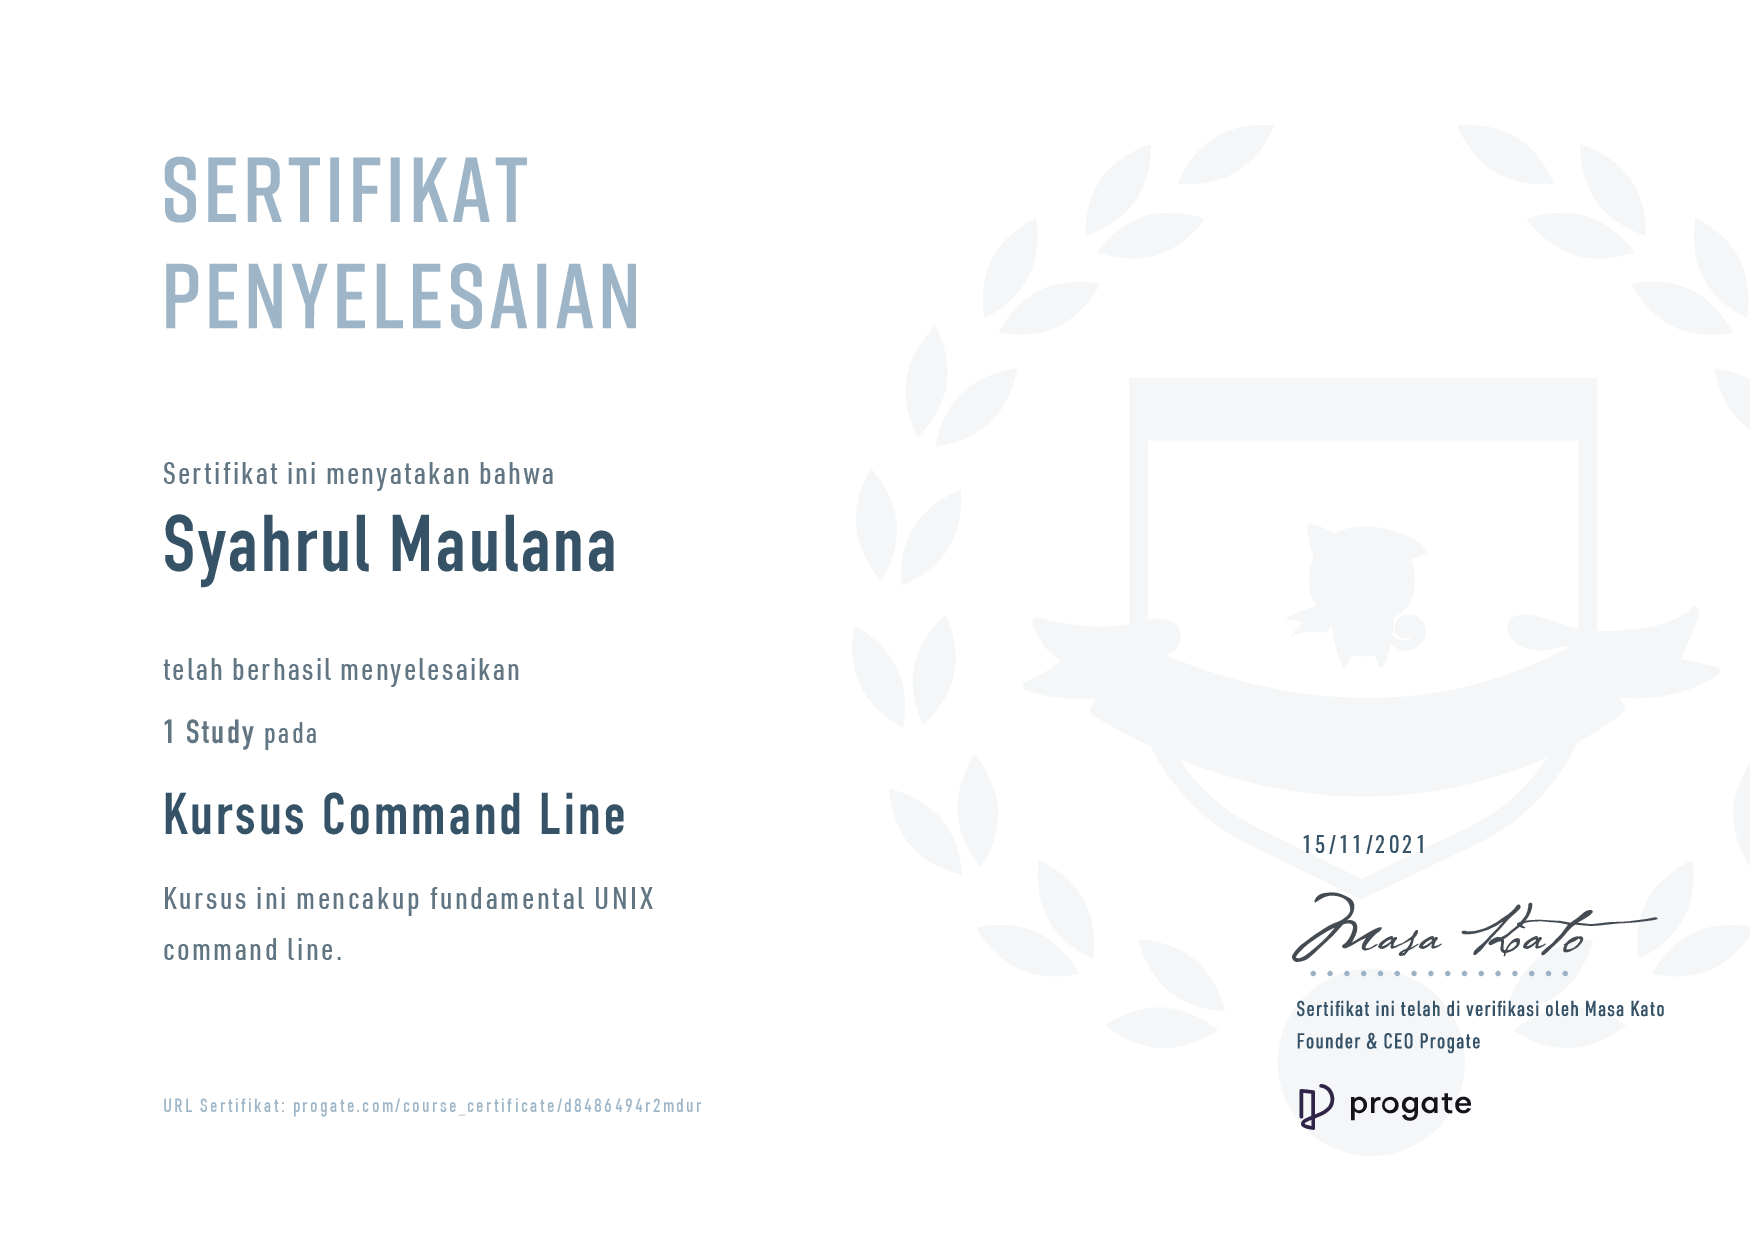 SERTIFIKAT
PENYELESAIAN
Sertifikat ini menyatakan bahwa
Syahrul Maulana
telah berhasil menyelesaikan
1 Study pada
Kursus Command Line
Kursus ini mencakup fundamental UNIX
command line.
15/11/2021
Masa Kato
Sertifikat ini telah di verifikasi oleh Masa Kato
Founder & CEO Progate
URL Sertifikat: progate.com/course_certificate/d8486494r2mdur
progate